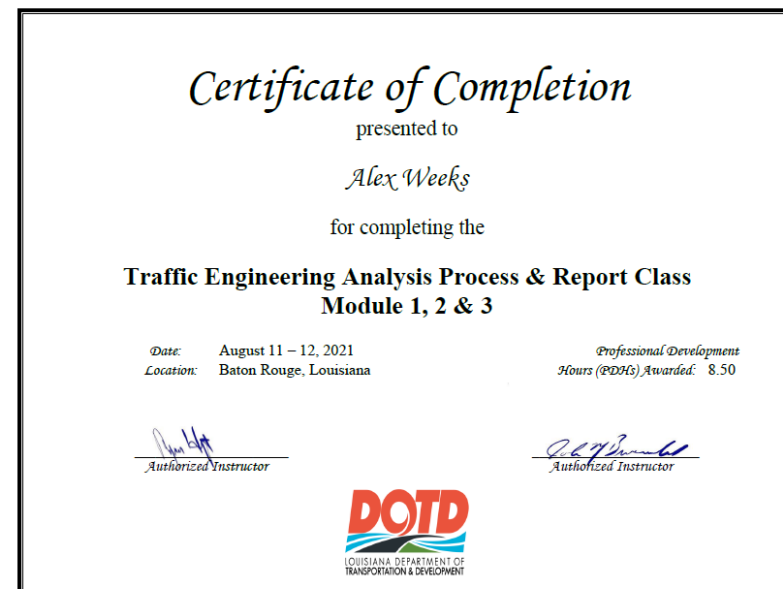 Certificate of Completion
presented to
Alex Weeks
for completing the
Traffic Engineering Analysis Process & Report Class
Module 1, 2 & 3
Date: August 11 – 12, 2021
Location: Baton Rouge, Louisiana
Professional Development
Hours (PDHs) Awarded: 8.50
Authorized Instructor
Authorized Instructor
DOTD
LOUISIANA DEPARTMENT OF
TRANSPORTATION & DEVELOPMENT